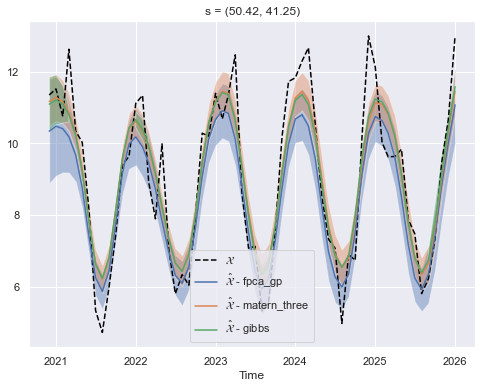 s = (50.42, 41.25)
12
10
8
6
𝒳
𝒳̂ - fpca_gp
𝒳̂ - matern_three
𝒳̂ - gibbs
2021 2022 2023 2024 2025 2026
Time